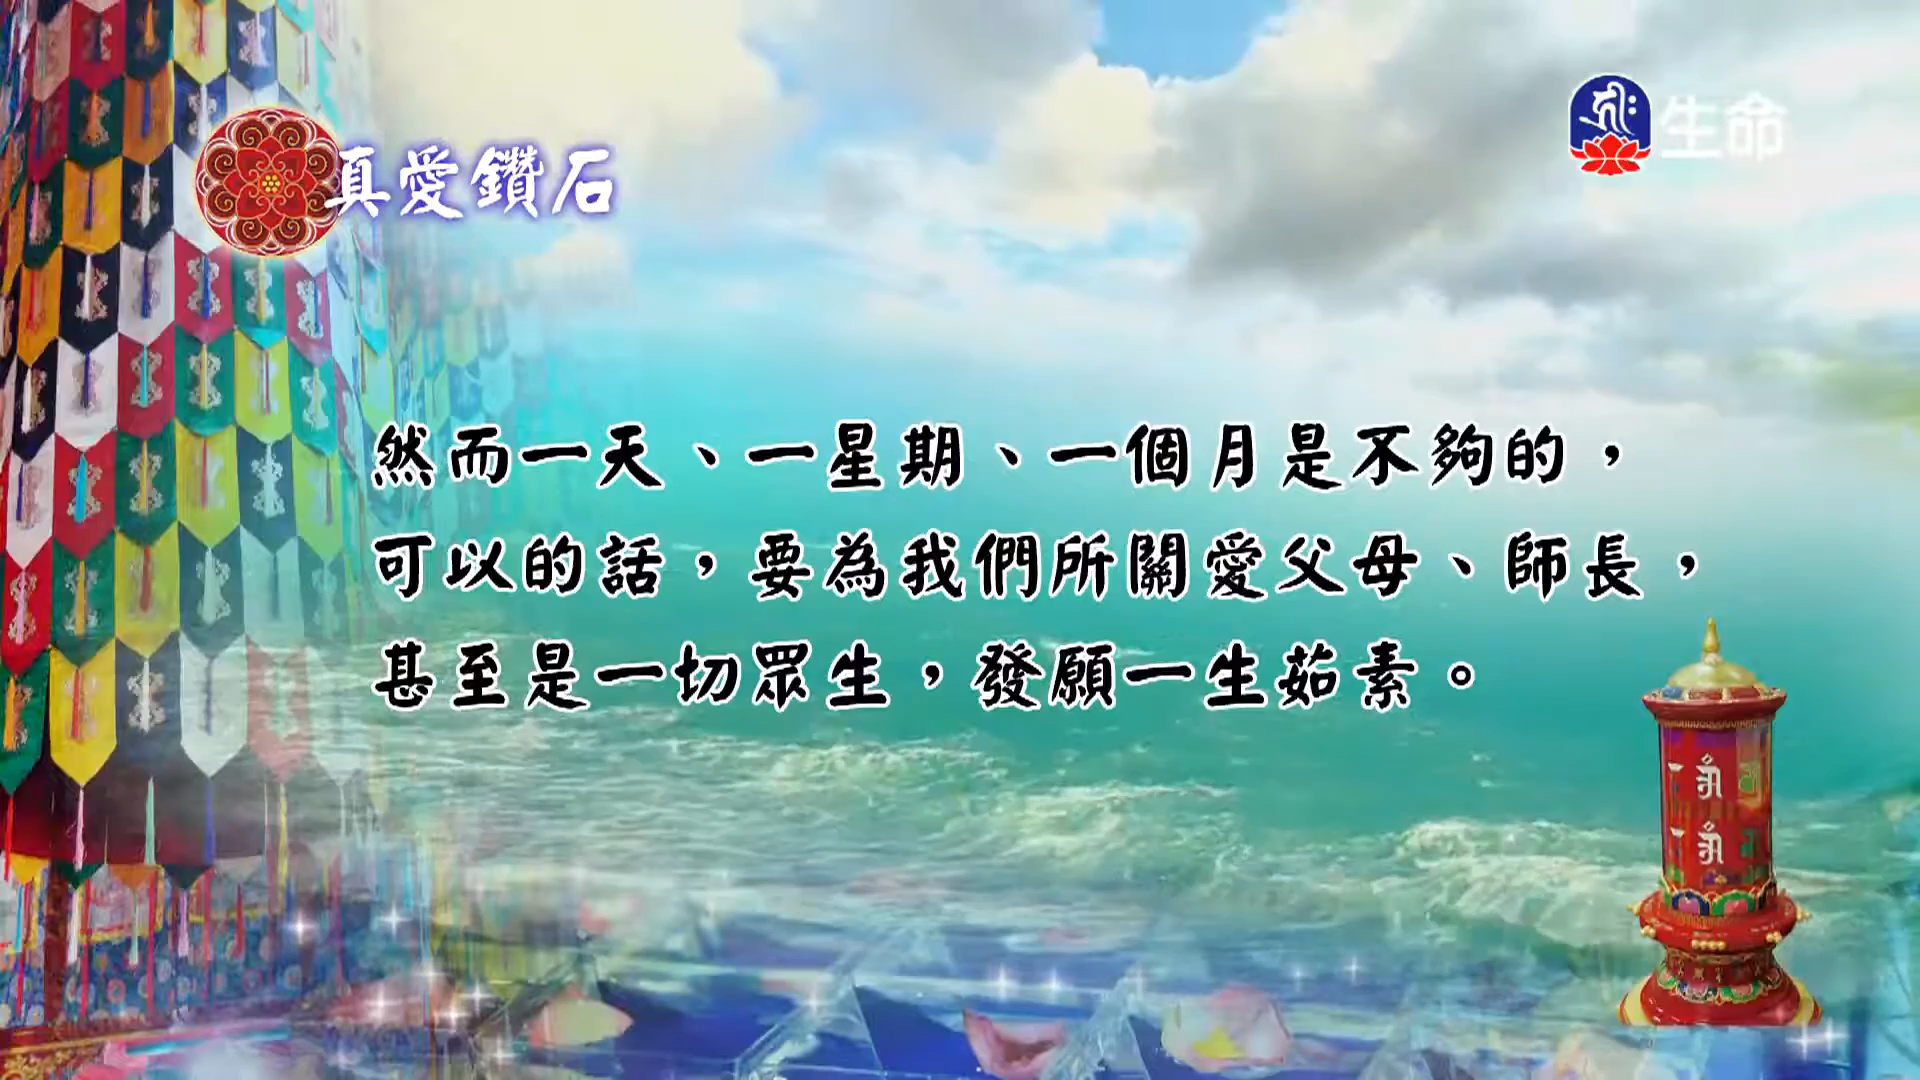 真愛鑽石
生命
然而一天、一星期、一個月是不夠的，
可以的話，要為我們所關愛父母、師長，
甚至是一切眾生，發願一生茹素。